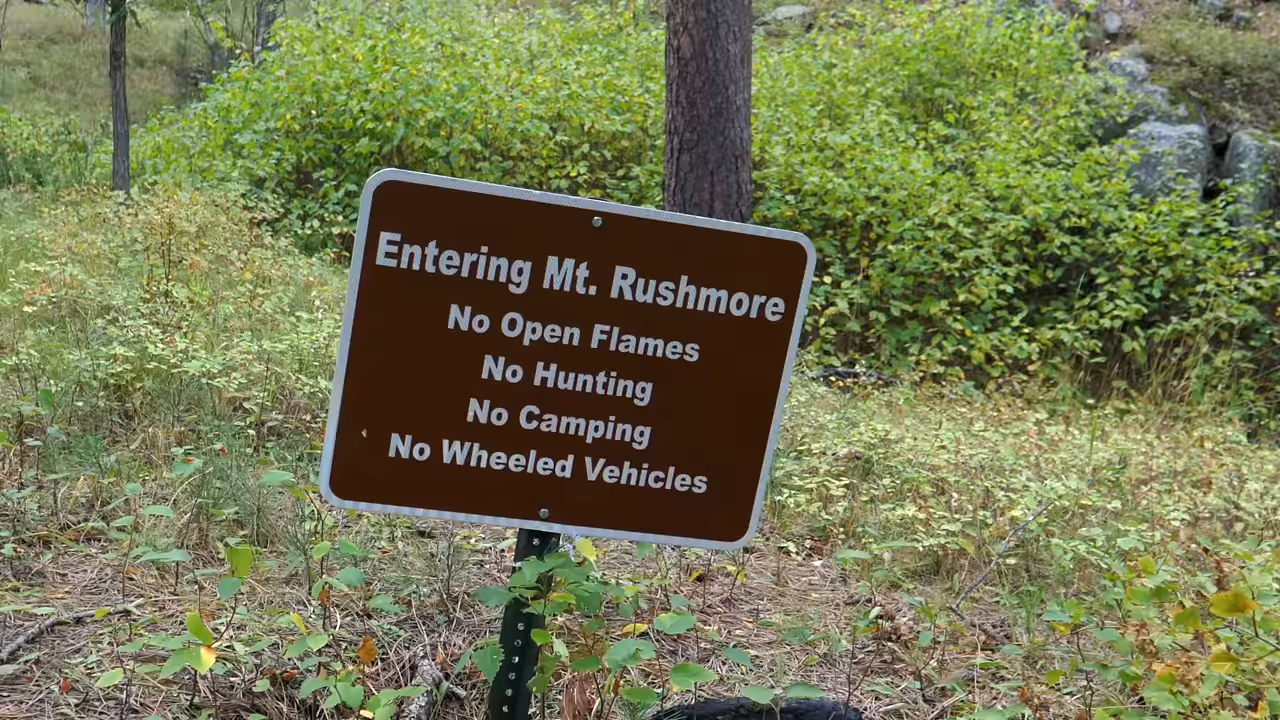 Entering Mt. Rushmore
No Open Flames
No Hunting
No Camping
No Wheeled Vehicles